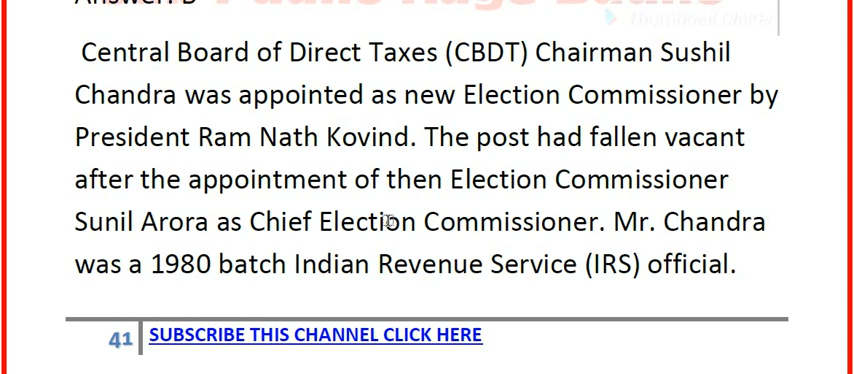 Answer: B
Central Board of Direct Taxes (CBDT) Chairman Sushil
Chandra was appointed as new Election Commissioner by
President Ram Nath Kovind. The post had fallen vacant
after the appointment of then Election Commissioner
Sunil Arora as Chief Election Commissioner. Mr. Chandra
was a 1980 batch Indian Revenue Service (IRS) official.
41 SUBSCRIBE THIS CHANNEL CLICK HERE